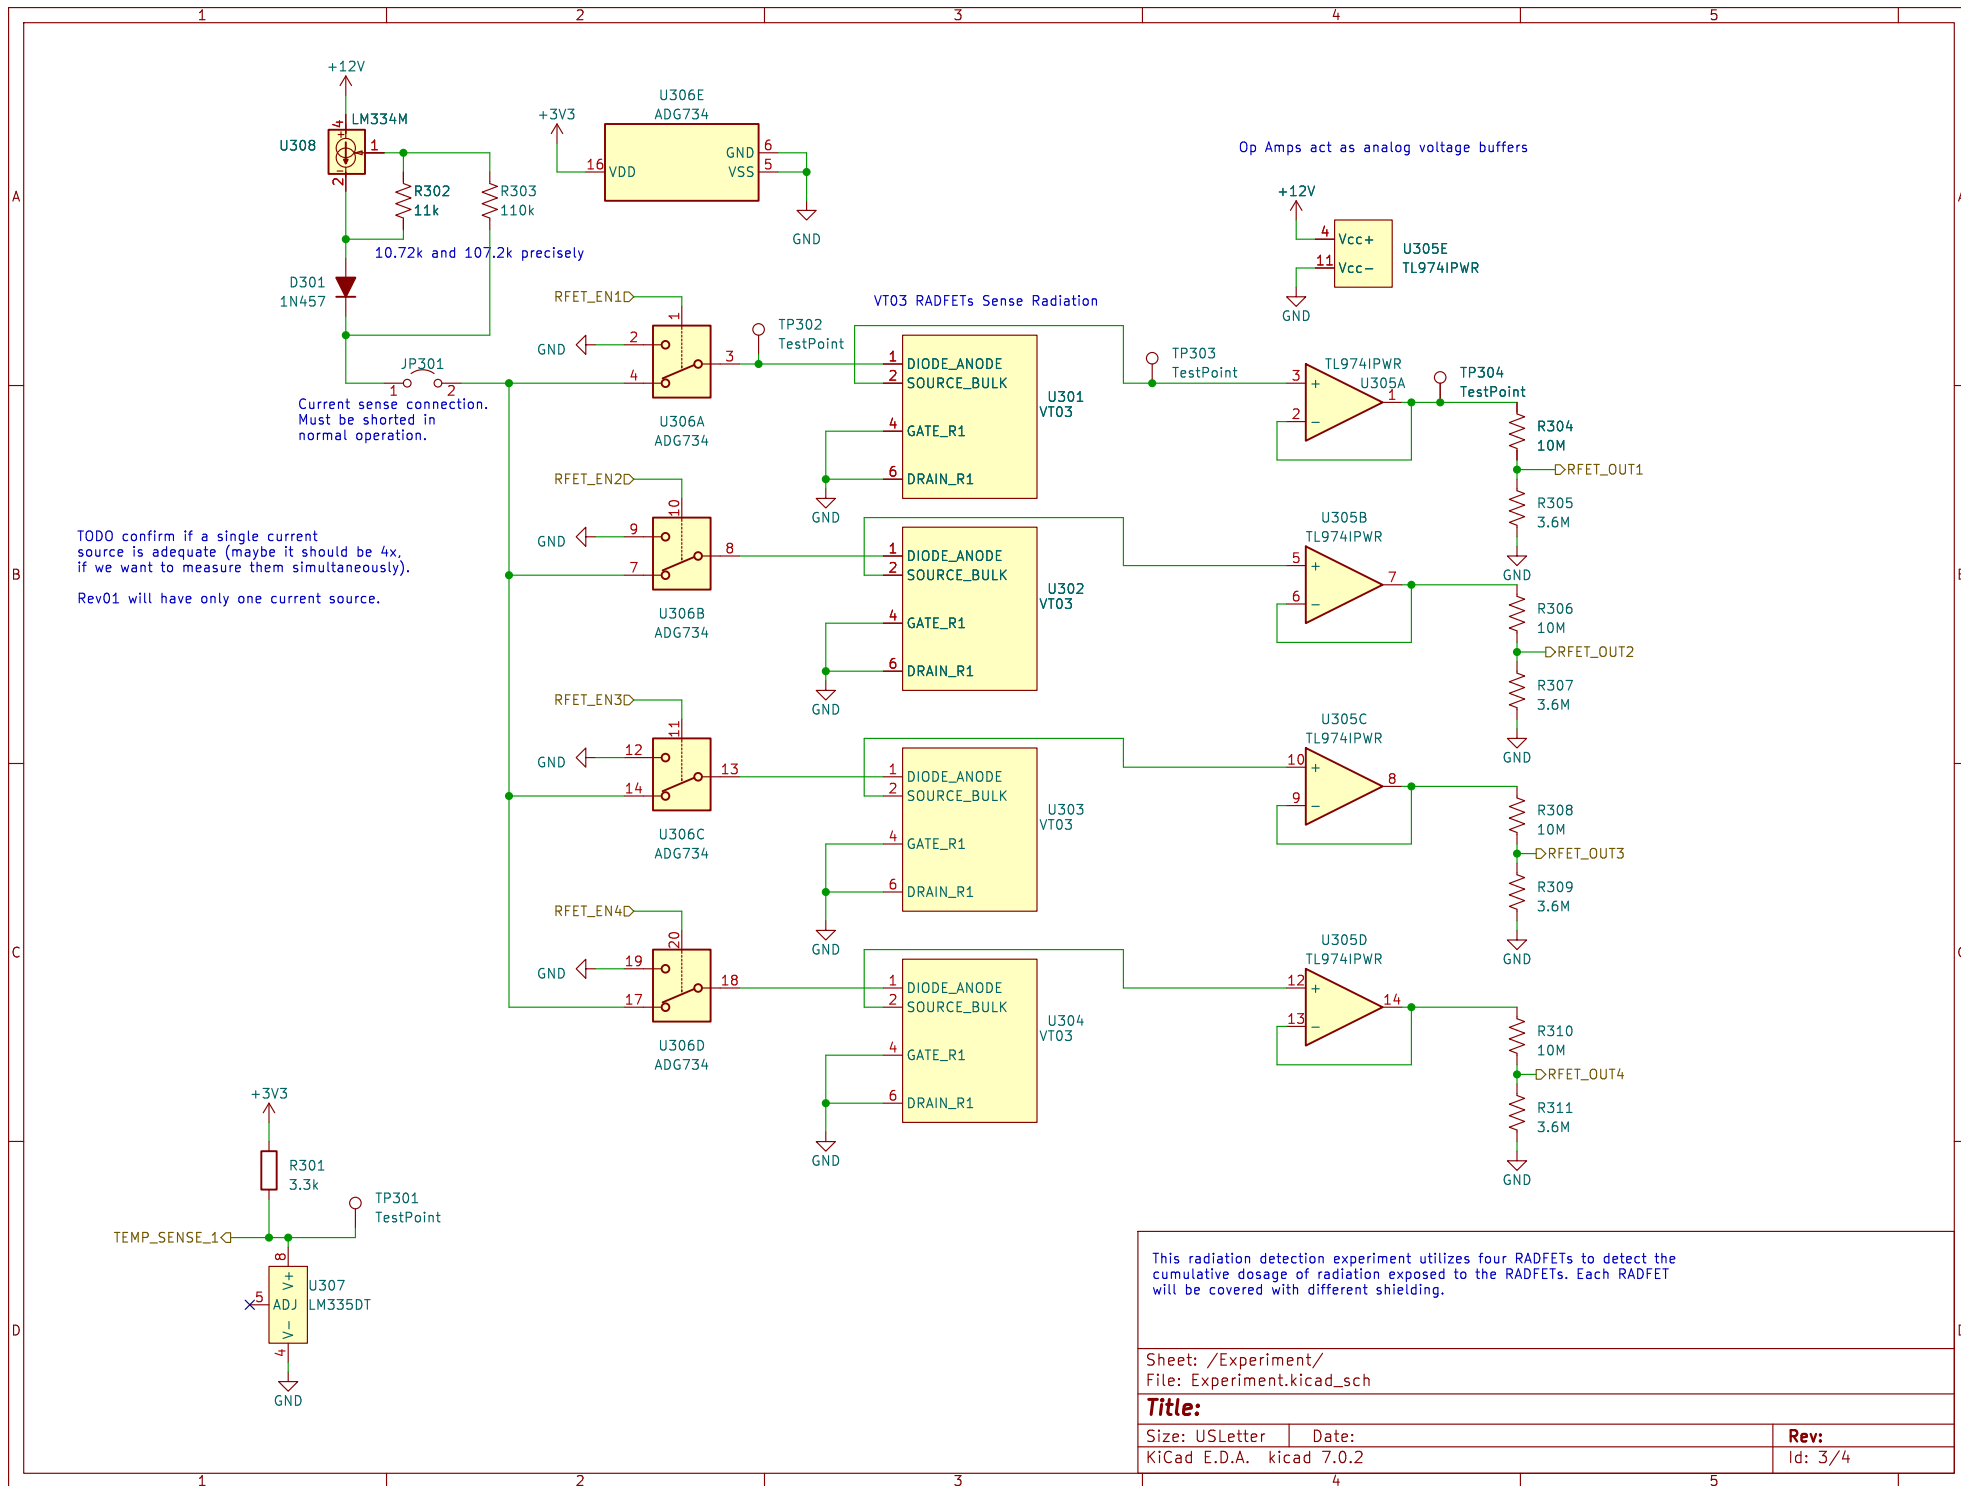 1 2 3 4 5
A
B
C
D
+12V
LM334M
U308
4
+
1
-
2
R302
11k
R303
110k
10.72k and 107.2k precisely
D301
1N457
JP301
1 2
Current sense connection.
Must be shorted in
normal operation.
+3V3
U306E
ADG734
16 VDD
GND 6
VSS 5
GND
Op Amps act as analog voltage buffers
+12V
4 Vcc+
11 Vcc-
U305E
TL974IPWR
GND
VT03 RADFETs Sense Radiation
RFET_EN1
1
GND 2
4
3
U306A
ADG734
TP302
TestPoint
1 DIODE_ANODE
2 SOURCE_BULK
4 GATE_R1
6 DRAIN_R1
U301
VT03
GND
TP303
TestPoint
TL974IPWR
U305A
3 +
2 -
1
TP304
TestPoint
R304
10M
RFET_OUT1
R305
3.6M
GND
TODO confirm if a single current
source is adequate (maybe it should be 4x,
if we want to measure them simultaneously).
Rev01 will have only one current source.
RFET_EN2
10
GND 9
7
8
U306B
ADG734
1 DIODE_ANODE
2 SOURCE_BULK
4 GATE_R1
6 DRAIN_R1
U302
VT03
GND
U305B
TL974IPWR
5 +
6 -
7
R306
10M
RFET_OUT2
R307
3.6M
GND
RFET_EN3
11
GND 12
14
13
U306C
ADG734
1 DIODE_ANODE
2 SOURCE_BULK
4 GATE_R1
6 DRAIN_R1
U303
VT03
GND
U305C
TL974IPWR
10 +
9 -
8
R308
10M
RFET_OUT3
R309
3.6M
GND
RFET_EN4
20
GND 19
17
18
U306D
ADG734
1 DIODE_ANODE
2 SOURCE_BULK
4 GATE_R1
6 DRAIN_R1
U304
VT03
GND
U305D
TL974IPWR
12 +
13 -
14
R310
10M
RFET_OUT4
R311
3.6M
GND
+3V3
R301
3.3k
TP301
TestPoint
TEMP_SENSE_1
8
V+
5 ADJ
V-
4
U307
LM335DT
GND
This radiation detection experiment utilizes four RADFETs to detect the
cumulative dosage of radiation exposed to the RADFETs. Each RADFET
will be covered with different shielding.
Sheet: /Experiment/
File: Experiment.kicad_sch
Title:
Size: USLetter Date: Rev:
KiCad E.D.A. kicad 7.0.2 Id: 3/4
1 2 3 4 5